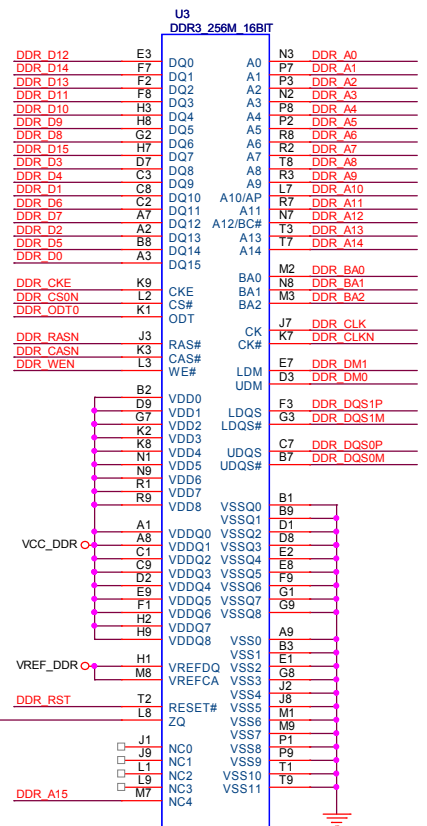 U3
DDR3_256M_16BIT
DDR_D12 E3 DQ0 A0 N3 DDR_A0
DDR_D14 F7 DQ1 A1 P7 DDR_A1
DDR_D13 F2 DQ2 A2 P3 DDR_A2
DDR_D11 F8 DQ3 A3 N2 DDR_A3
DDR_D10 H3 DQ4 A4 P8 DDR_A4
DDR_D9 H8 DQ5 A5 P2 DDR_A5
DDR_D8 G2 DQ6 A6 R8 DDR_A6
DDR_D15 H7 DQ7 A7 R2 DDR_A7
DDR_D3 D7 DQ8 A8 T8 DDR_A8
DDR_D4 C3 DQ9 A9 R3 DDR_A9
DDR_D1 C8 DQ10 A10/AP L7 DDR_A10
DDR_D6 C2 DQ11 A11 R7 DDR_A11
DDR_D7 A7 DQ12 A12/BC# N7 DDR_A12
DDR_D2 A2 DQ13 A13 T3 DDR_A13
DDR_D5 B8 DQ14 A14 T7 DDR_A14
DDR_D0 A3 DQ15
BA0 M2 DDR_BA0
DDR_CKE K9 CKE BA1 N8 DDR_BA1
DDR_CS0N L2 CS# BA2 M3 DDR_BA2
DDR_ODT0 K1 ODT
CK J7 DDR_CLK
DDR_RASN J3 RAS# CK# K7 DDR_CLKN
DDR_CASN K3 CAS#
DDR_WEN L3 WE# LDM E7 DDR_DM1
UDM D3 DDR_DM0
B2 VDD0
D9 VDD1 LDQS F3 DDR_DQS1P
G7 VDD2 LDQS# G3 DDR_DQS1M
K2 VDD3
K8 VDD4 UDQS C7 DDR_DQS0P
N1 VDD5 UDQS# B7 DDR_DQS0M
N9 VDD6
R1 VDD7
R9 VDD8 VSSQ0 B1
VSSQ1 B9
A1 VDDQ0 VSSQ2 D1
VCC_DDR A8 VDDQ1 VSSQ3 D8
C1 VDDQ2 VSSQ4 E2
C9 VDDQ3 VSSQ5 E8
D2 VDDQ4 VSSQ6 F9
E9 VDDQ5 VSSQ7 G1
F1 VDDQ6 VSSQ8 G9
H2 VDDQ7
H9 VDDQ8 VSS0 A9
VSS1 B3
VREF_DDR H1 VREFDQ VSS2 E1
M8 VREFCA VSS3 G8
VSS4 J2
DDR_RST T2 RESET# VSS5 J8
L8 ZQ VSS6 M1
VSS7 M9
J1 NC0 VSS8 P1
J9 NC1 VSS9 P9
L1 NC2 VSS10 T1
L9 NC3 VSS11 T9
DDR_A15 M7 NC4